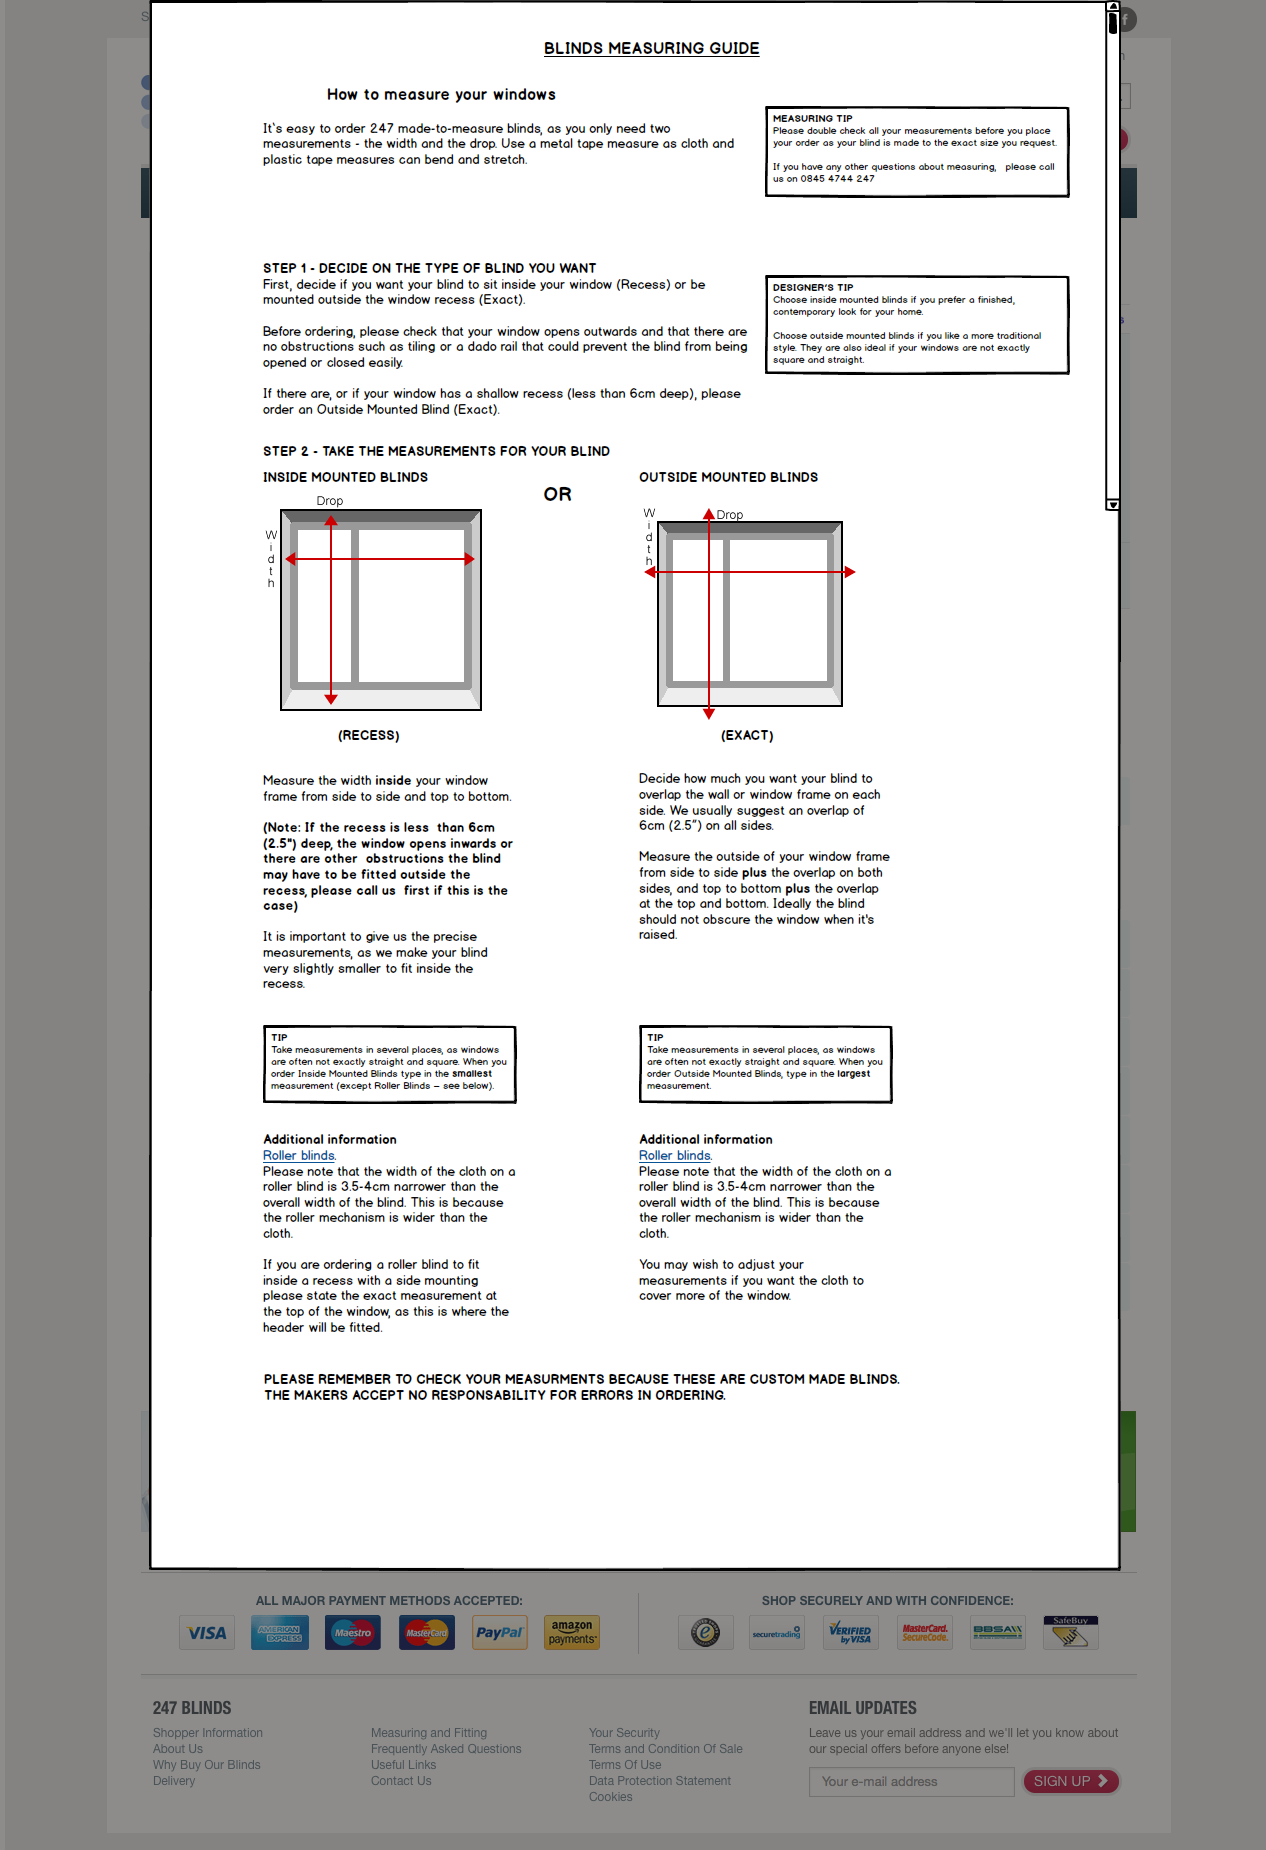 BLINDS MEASURING GUIDE
How to measure your windows
It`s easy to order 247 made-to-measure blinds, as you only need two
measurements - the width and the drop. Use a metal tape measure as cloth and
plastic tape measures can bend and stretch.
MEASURING TIP
Please double check all your measurements before you place
your order as your blind is made to the exact size you request.
If you have any other questions about measuring, please call
us on 0845 4744 247
STEP 1 - DECIDE ON THE TYPE OF BLIND YOU WANT
First, decide if you want your blind to sit inside your window (Recess) or be
mounted outside the window recess (Exact).
Before ordering, please check that your window opens outwards and that there are
no obstructions such as tiling or a dado rail that could prevent the blind from being
opened or closed easily.
If there are, or if your window has a shallow recess (less than 6cm deep), please
order an Outside Mounted Blind (Exact).
DESIGNER'S TIP
Choose inside mounted blinds if you prefer a finished,
contemporary look for your home.
Choose outside mounted blinds if you like a more traditional
style. They are also ideal if your windows are not exactly
square and straight.
STEP 2 - TAKE THE MEASUREMENTS FOR YOUR BLIND
INSIDE MOUNTED BLINDS
Drop
Width
(RECESS)
OR
OUTSIDE MOUNTED BLINDS
Drop
Width
(EXACT)
Measure the width inside your window
frame from side to side and top to bottom.
(Note: If the recess is less than 6cm
(2.5") deep, the window opens inwards or
there are other obstructions the blind
may have to be fitted outside the
recess, please call us first if this is the
case)
It is important to give us the precise
measurements, as we make your blind
very slightly smaller to fit inside the
recess.
Decide how much you want your blind to
overlap the wall or window frame on each
side. We usually suggest an overlap of
6cm (2.5") on all sides.
Measure the outside of your window frame
from side to side plus the overlap on both
sides, and top to bottom plus the overlap
at the top and bottom. Ideally the blind
should not obscure the window when it's
raised.
TIP
Take measurements in several places, as windows
are often not exactly straight and square. When you
order Inside Mounted Blinds type in the smallest
measurement (except Roller Blinds – see below).
TIP
Take measurements in several places, as windows
are often not exactly straight and square. When you
order Outside Mounted Blinds, type in the largest
measurement.
Additional information
Roller blinds.
Please note that the width of the cloth on a
roller blind is 3.5-4cm narrower than the
overall width of the blind. This is because
the roller mechanism is wider than the
cloth.
If you are ordering a roller blind to fit
inside a recess with a side mounting
please state the exact measurement at
the top of the window, as this is where the
header will be fitted.
Additional information
Roller blinds.
Please note that the width of the cloth on a
roller blind is 3.5-4cm narrower than the
overall width of the blind. This is because
the roller mechanism is wider than the
cloth.
You may wish to adjust your
measurements if you want the cloth to
cover more of the window.
PLEASE REMEMBER TO CHECK YOUR MEASURMENTS BECAUSE THESE ARE CUSTOM MADE BLINDS.
THE MAKERS ACCEPT NO RESPONSABILITY FOR ERRORS IN ORDERING.
ALL MAJOR PAYMENT METHODS ACCEPTED:
VISA
AMERICAN EXPRESS
Maestro
MasterCard
PayPal
amazon payments
SHOP SECURELY AND WITH CONFIDENCE:
securetrading
VERIFIED by VISA
MasterCard. SecureCode.
BBSA
SafeBuy
247 BLINDS
Shopper Information
About Us
Why Buy Our Blinds
Delivery
Measuring and Fitting
Frequently Asked Questions
Useful Links
Contact Us
Your Security
Terms and Condition Of Sale
Terms Of Use
Data Protection Statement
Cookies
EMAIL UPDATES
Leave us your email address and we'll let you know about
our special offers before anyone else!
Your e-mail address
SIGN UP